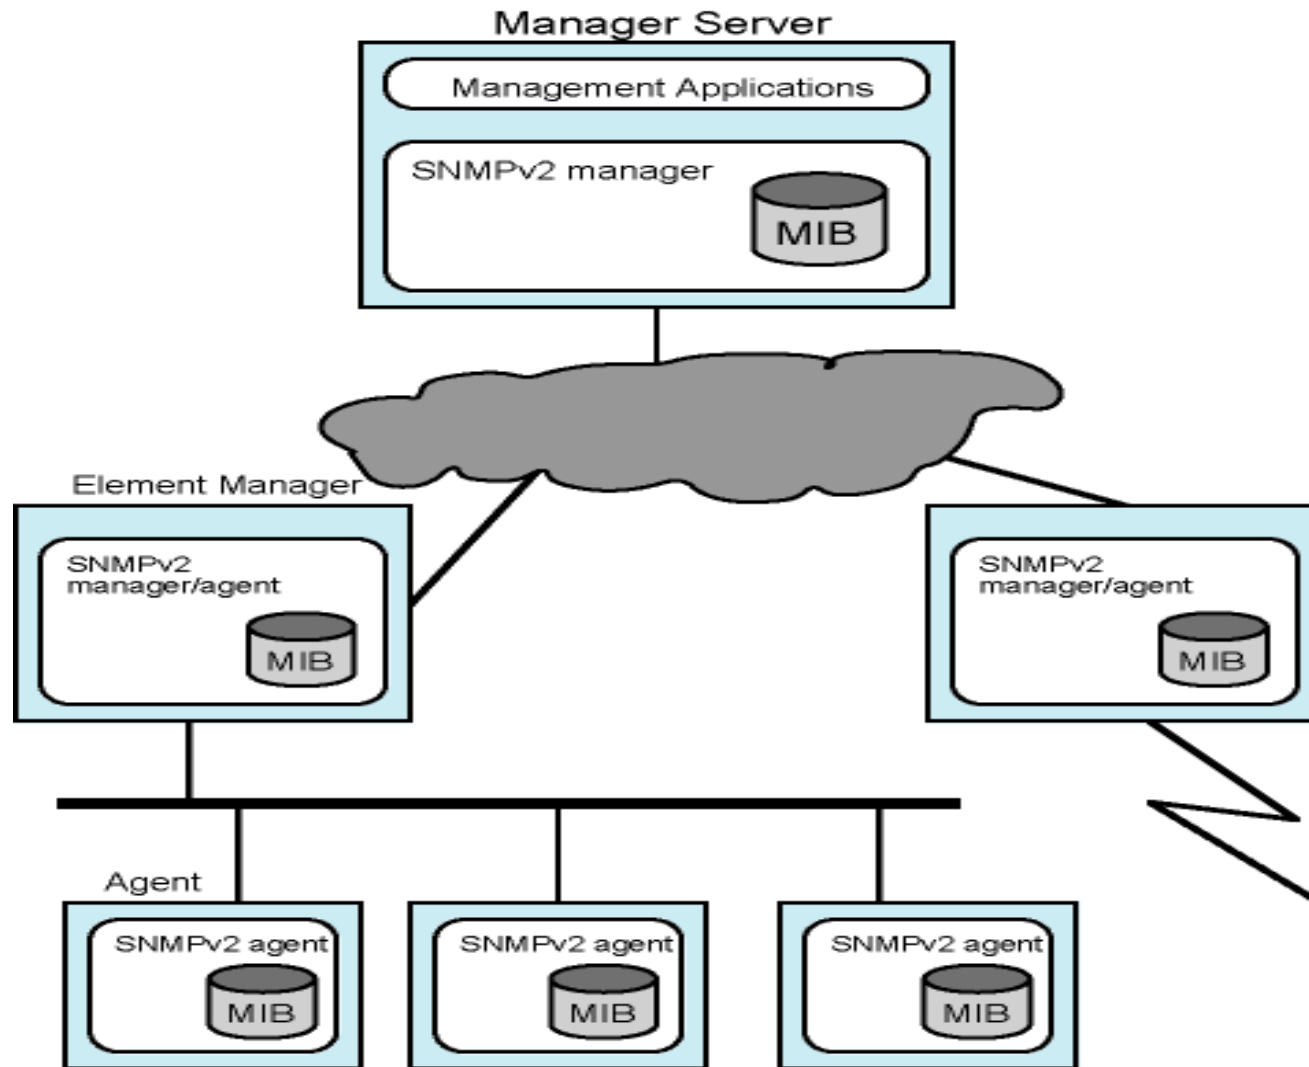 Manager Server
Management Applications
SNMPv2 manager
MIB
Element Manager
SNMPv2
manager/agent
MIB
SNMPv2
manager/agent
MIB
Agent
SNMPv2 agent
MIB
SNMPv2 agent
MIB
SNMPv2 agent
MIB